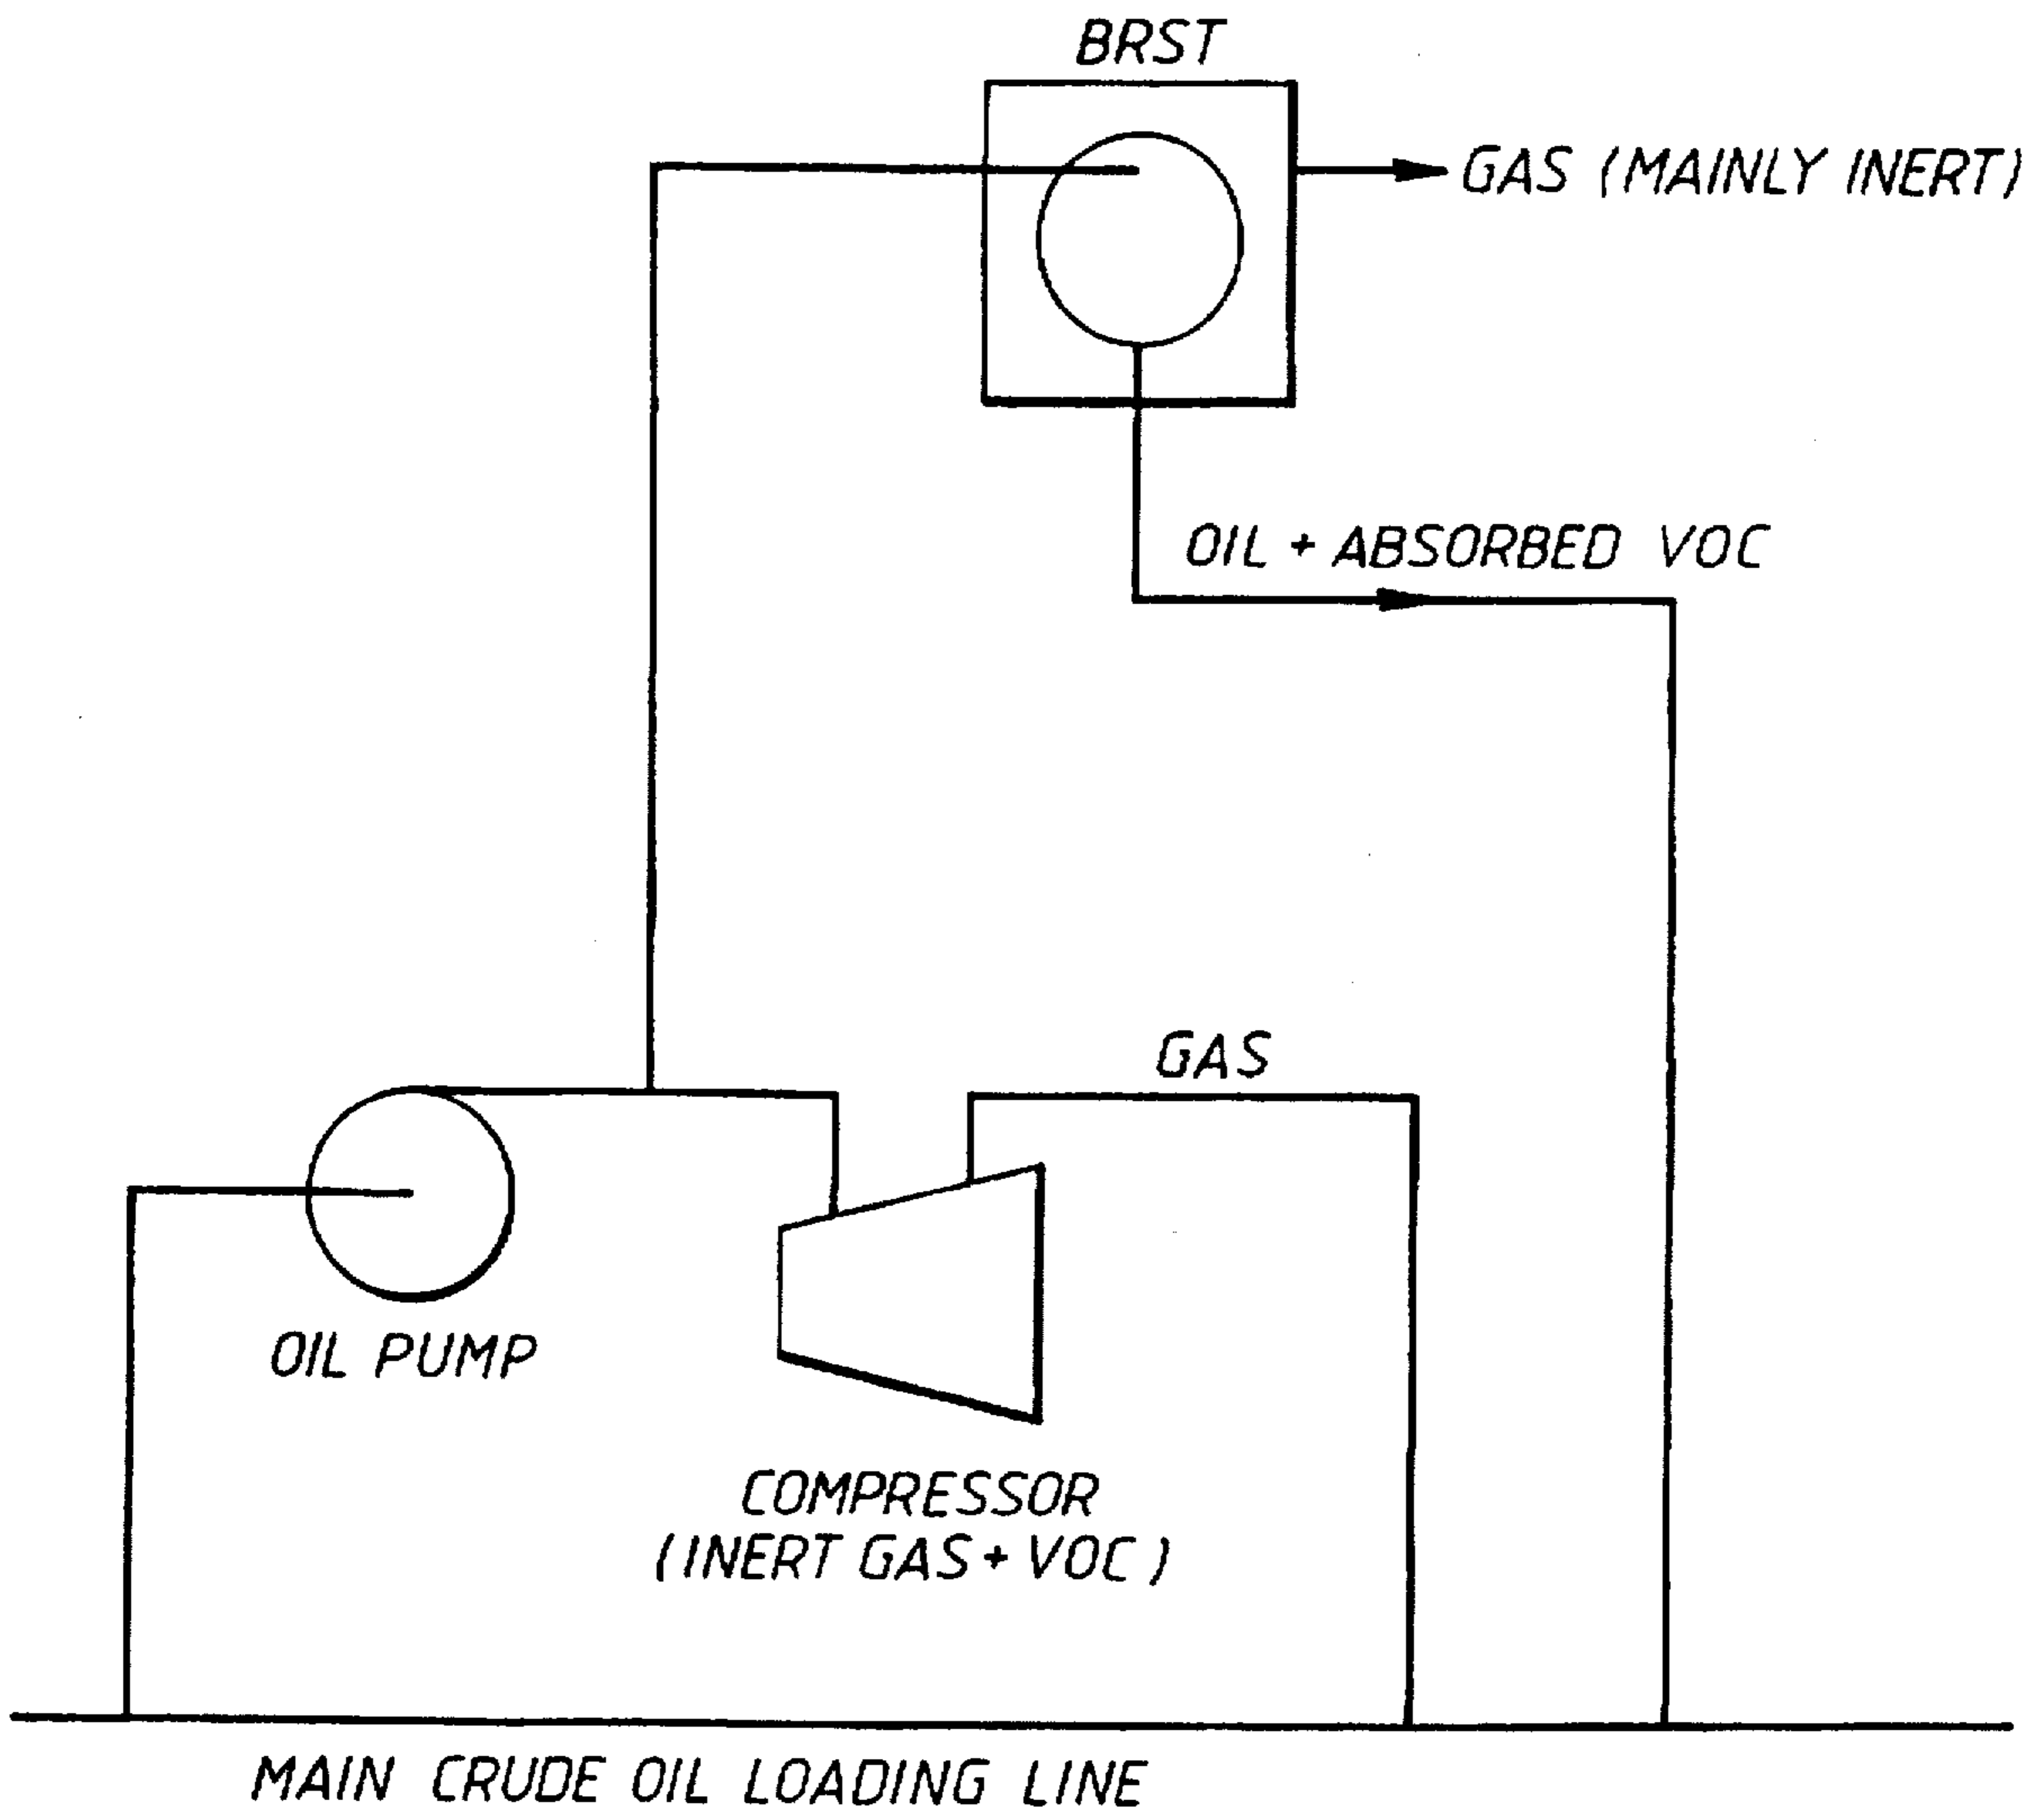 BRST
GAS (MAINLY INERT)
OIL + ABSORBED VOC
GAS
OIL PUMP
COMPRESSOR
(INERT GAS + VOC)
MAIN CRUDE OIL LOADING LINE